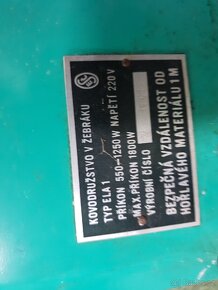 KOVODRUŽSTVO V ŽEBRÁKU
TYP ELA 1
PŘÍKON 550-1250W NAPĚTÍ 220V
MAX. PŘÍKON 1800W
VÝROBNÍ ČÍSLO
BEZPEČNÁ VZDÁLENOST OD
HOŘLAVÉHO MATERIÁLU 1M